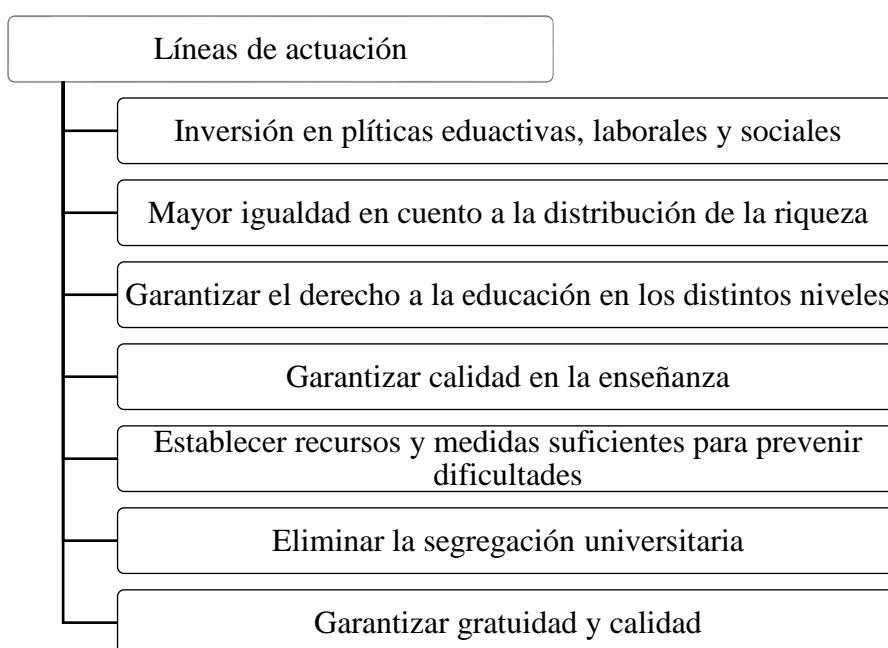 Líneas de actuación
Inversión en plíticas eduactivas, laborales y sociales
Mayor igualdad en cuento a la distribución de la riqueza
Garantizar el derecho a la educación en los distintos niveles
Garantizar calidad en la enseñanza
Establecer recursos y medidas suficientes para prevenir
dificultades
Eliminar la segregación universitaria
Garantizar gratuidad y calidad